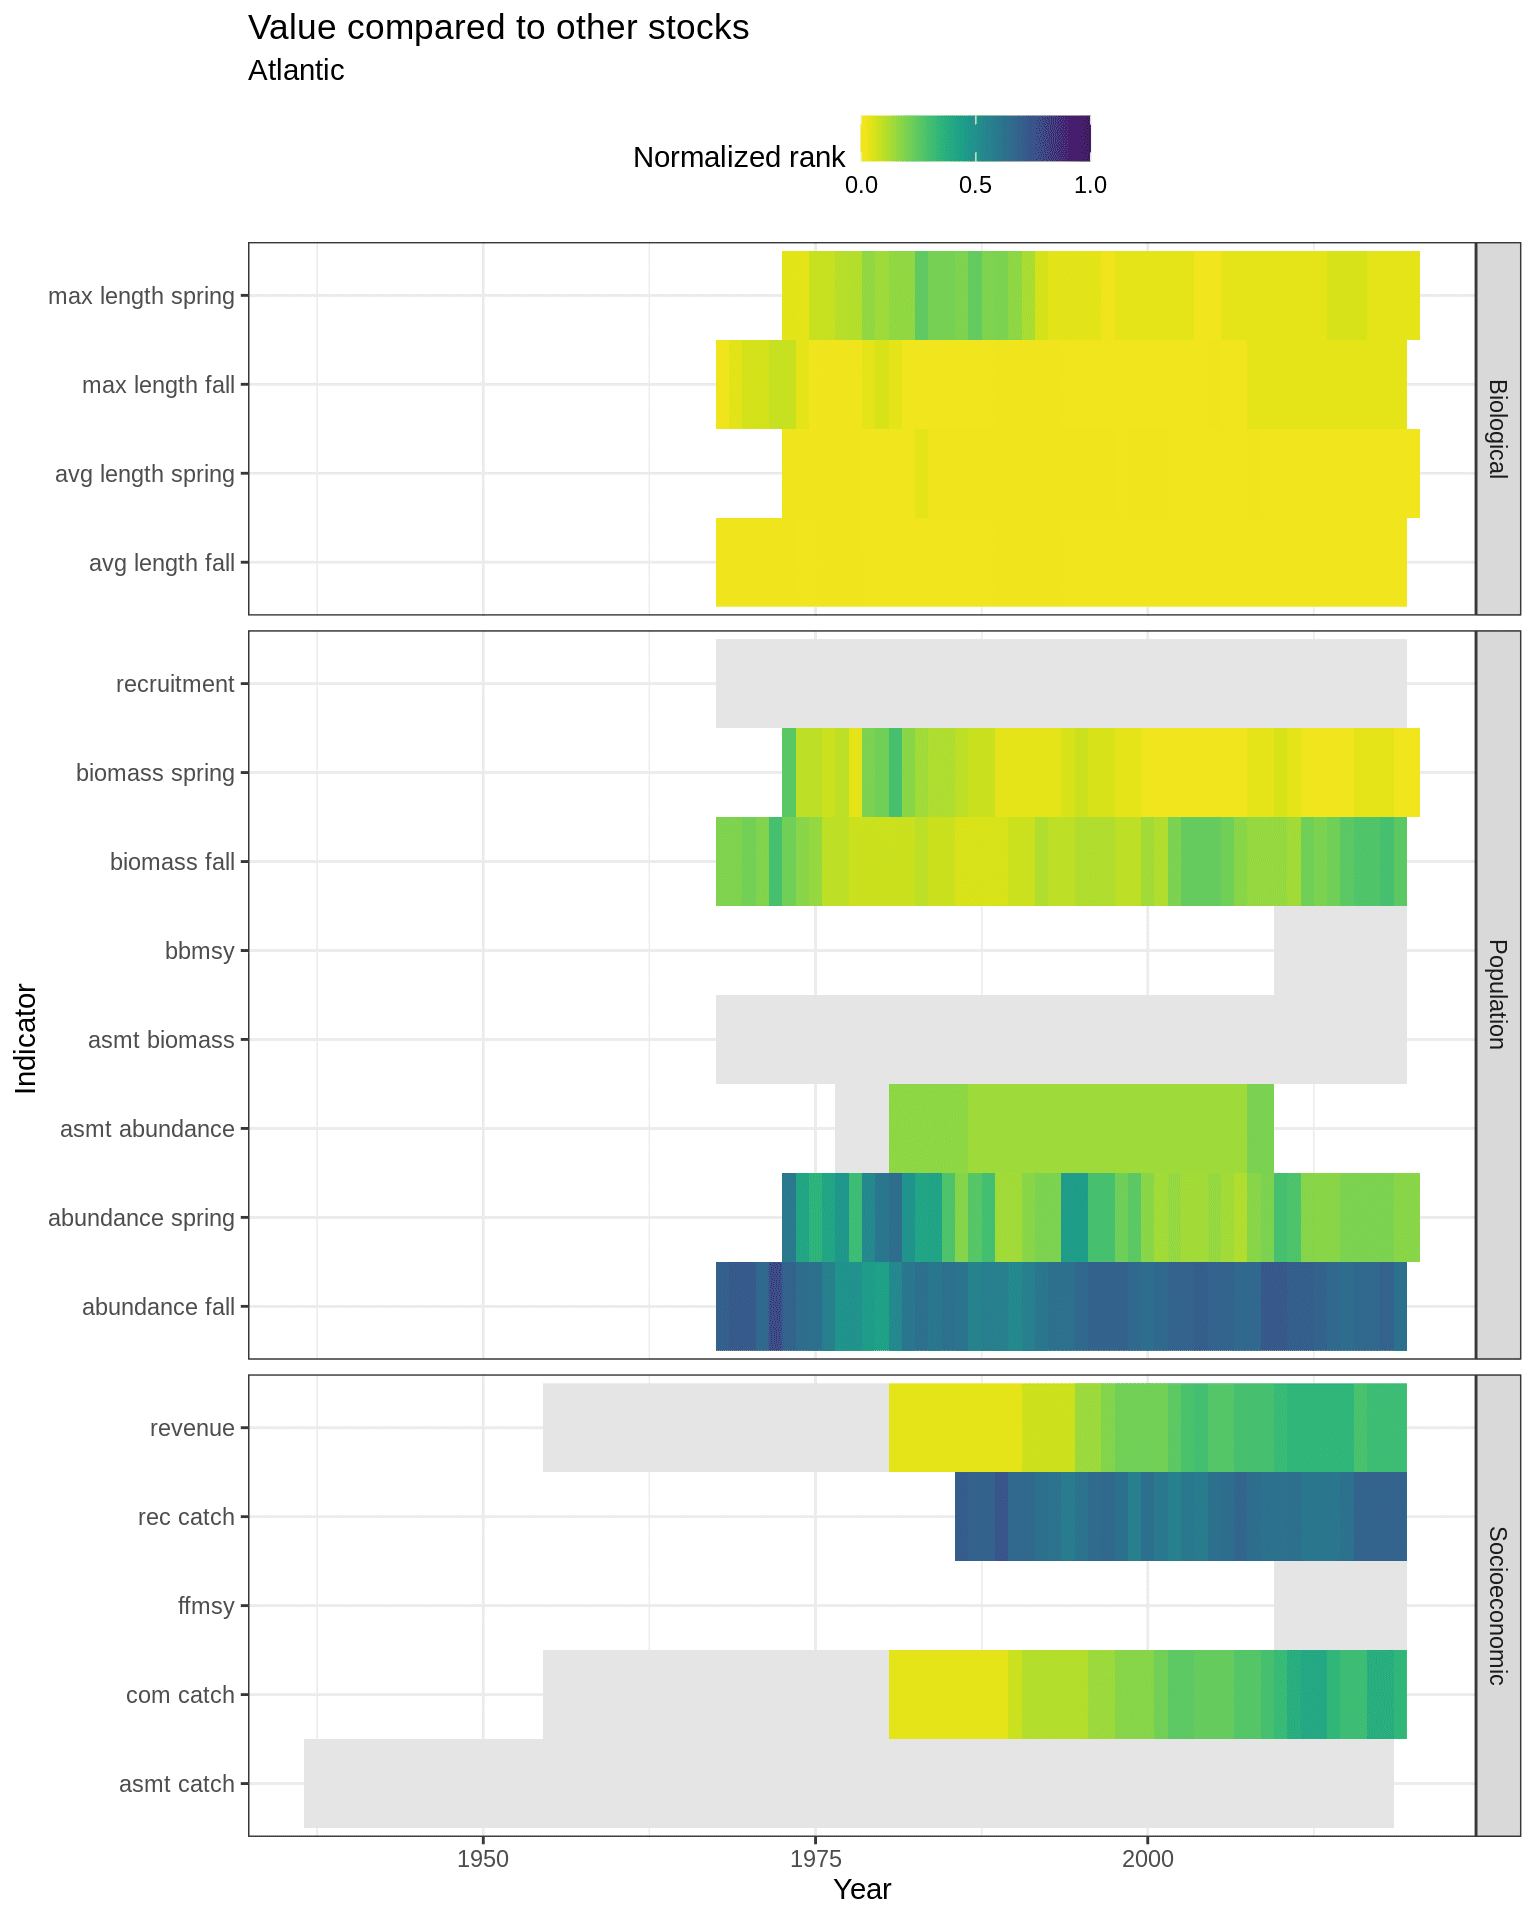 Value compared to other stocks
Atlantic
Normalized rank
0.0 0.5 1.0
max length spring
max length fall
avg length spring
avg length fall
Biological
recruitment
biomass spring
biomass fall
bbmsy
asmt biomass
asmt abundance
abundance spring
abundance fall
Population
revenue
rec catch
ffmsy
com catch
asmt catch
Socioeconomic
Indicator
1950 1975 2000
Year